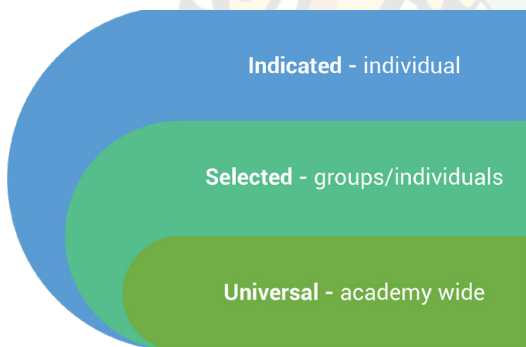 Indicated - individual
Selected - groups/individuals
Universal - academy wide